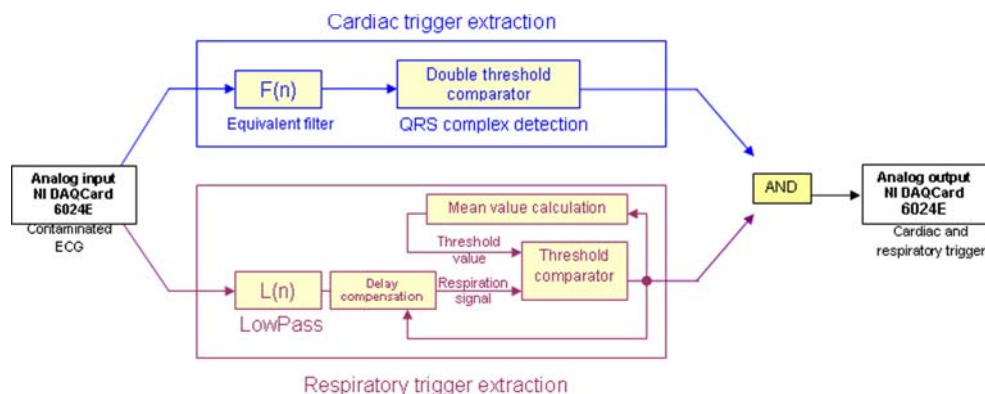 Cardiac trigger extraction
F(n)
Equivalent filter
Double threshold
comparator
QRS complex detection
Analog input
NI DAQCard
6024E
Contaminated
ECG
AND
Analog output
NI DAQCard
6024E
Cardiac and
respiratory trigger
Mean value calculation
Threshold
value
Threshold
comparator
L(n)
LowPass
Delay
compensation
Respiration
signal
Respiratory trigger extraction